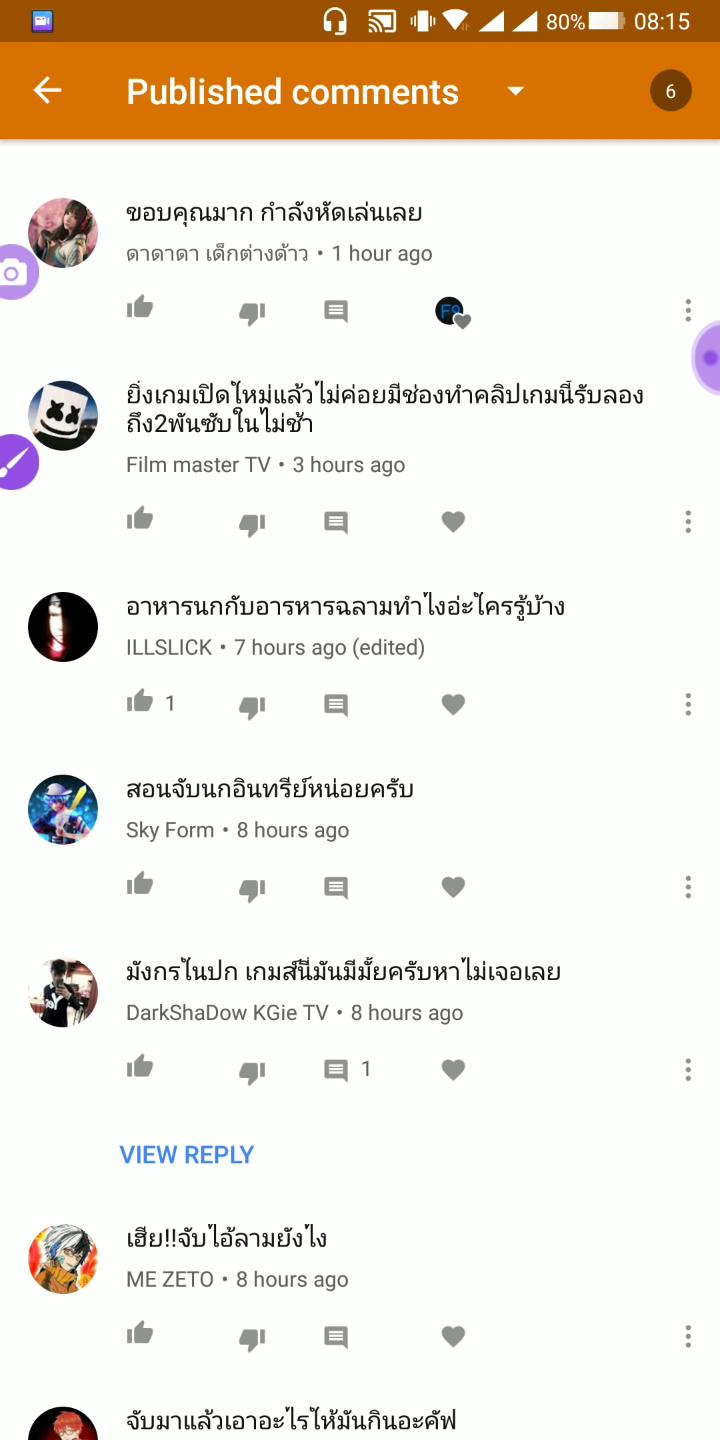 80% 08:15
Published comments 6
ขอบคุณมาก กำลังหัดเล่นเลย
ดาดาดา เด็กต่างด้าว • 1 hour ago
F9
ยิ่งเกมเปิดใหม่แล้วไม่ค่อยมีช่องทำคลิปเกมนี้รับลอง
ถึง2พันซับในไม่ช้า
Film master TV • 3 hours ago
อาหารนกกับอารหารฉลามทำไงอ่ะใครรู้บ้าง
ILLSLICK • 7 hours ago (edited)
1
สอนจับนกอินทรีย์หน่อยครับ
Sky Form • 8 hours ago
มังกรในปก เกมส์นี่มันมีมั้ยครับหาไม่เจอเลย
DarkShaDow KGie TV • 8 hours ago
1
VIEW REPLY
เฮีย!!จับไอ้ลามยังไง
ME ZETO • 8 hours ago
จับมาแล้วเอาอะไรให้มันกินอะคัฟ